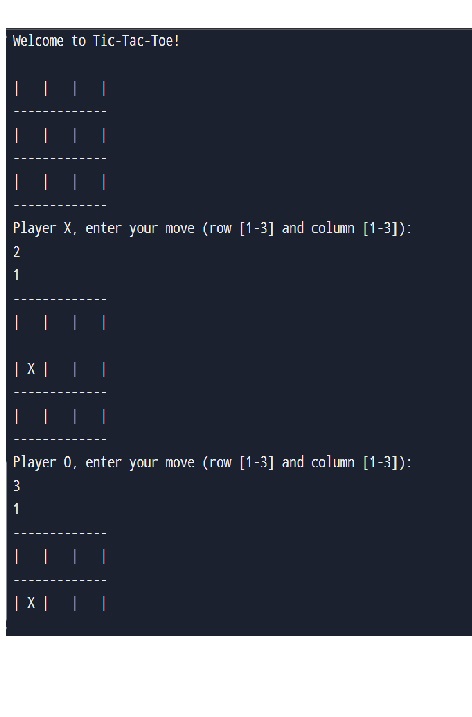 Welcome to Tic-Tac-Toe!
|   |   |   |
-------------
|   |   |   |
-------------
|   |   |   |
-------------
Player X, enter your move (row [1-3] and column [1-3]):
2
1
-------------
|   |   |   |
| X |   |   |
-------------
|   |   |   |
-------------
Player O, enter your move (row [1-3] and column [1-3]):
3
1
-------------
|   |   |   |
-------------
| X |   |   |